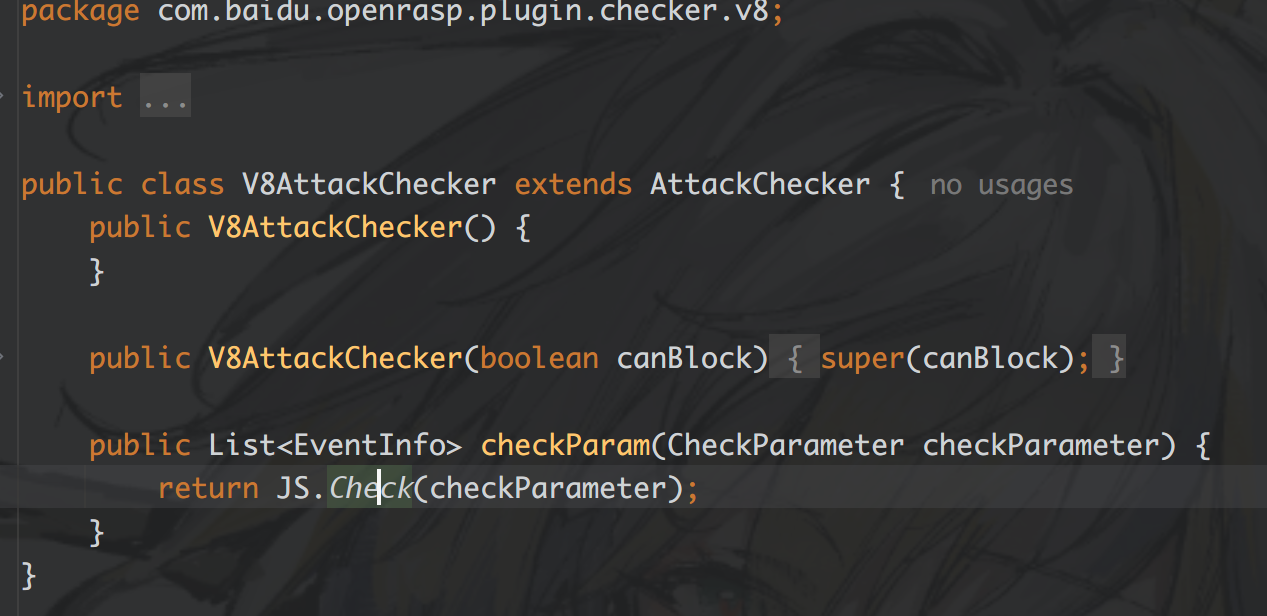 package com.baidu.openrasp.plugin.checker.v8;
import ...
public class V8AttackChecker extends AttackChecker { no usages
public V8AttackChecker() {
}
public V8AttackChecker(boolean canBlock) { super(canBlock); }
public List<EventInfo> checkParam(CheckParameter checkParameter) {
return JS.Check(checkParameter);
}
}